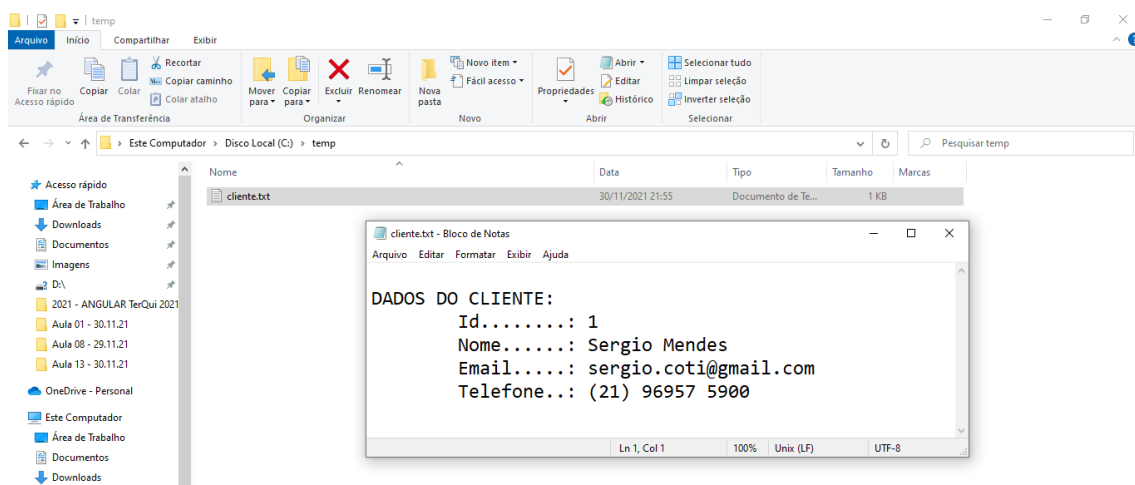 temp
Arquivo Início Compartilhar Exibir
Fixar no Acesso rápido
Copiar
Colar
Recortar
Copiar caminho
Colar atalho
Mover para
Copiar para
Excluir
Renomear
Nova pasta
Novo item
Fácil acesso
Propriedades
Abrir
Editar
Histórico
Selecionar tudo
Limpar seleção
Inverter seleção
Área de Transferência Organizar Novo Abrir Selecionar
Este Computador > Disco Local (C:) > temp
Pesquisar temp
Nome Data Tipo Tamanho Marcas
cliente.txt 30/11/2021 21:55 Documento de Te... 1 KB
Acesso rápido
Área de Trabalho
Downloads
Documentos
Imagens
D:\
2021 - ANGULAR TerQui 2021
Aula 01 - 30.11.21
Aula 08 - 29.11.21
Aula 13 - 30.11.21
OneDrive - Personal
Este Computador
Área de Trabalho
Documentos
Downloads
cliente.txt - Bloco de Notas
Arquivo Editar Formatar Exibir Ajuda
DADOS DO CLIENTE:
Id........: 1
Nome......: Sergio Mendes
Email.....: sergio.coti@gmail.com
Telefone..: (21) 96957 5900
Ln 1, Col 1 100% Unix (LF) UTF-8